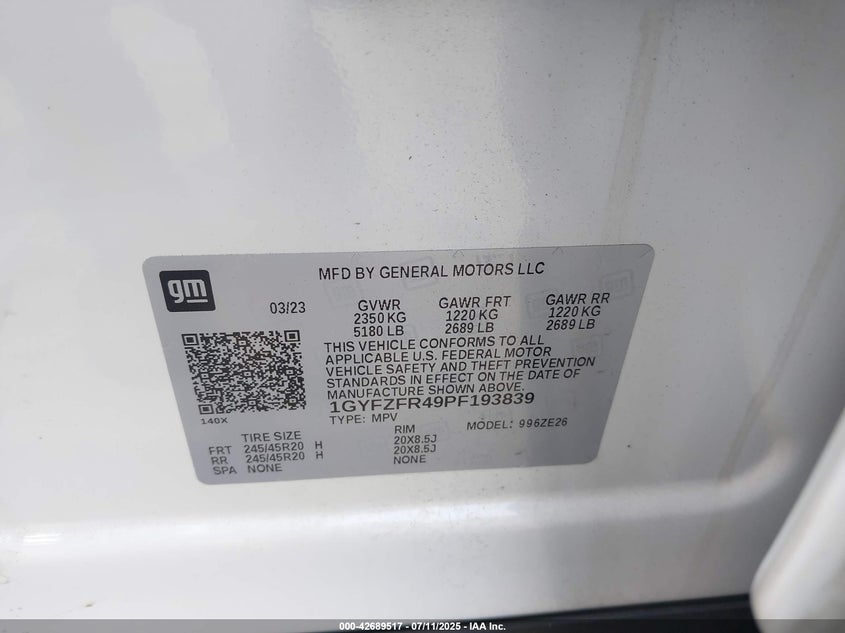 gm
MFD BY GENERAL MOTORS LLC
03/23
GVWR GAWR FRT GAWR RR
2350 KG 1220 KG 1220 KG
5180 LB 2689 LB 2689 LB
THIS VEHICLE CONFORMS TO ALL
APPLICABLE U.S. FEDERAL MOTOR
VEHICLE SAFETY AND THEFT PREVENTION
STANDARDS IN EFFECT ON THE DATE OF
MANUFACTURE SHOWN ABOVE.
1GYFZFR49PF193839
140X
TYPE: MPV MODEL: 996ZE26
TIRE SIZE RIM
FRT 245/45R20 H 20X8.5J
RR 245/45R20 H 20X8.5J
SPA NONE NONE
000-42689517 - 07/11/2025 - IAA Inc.